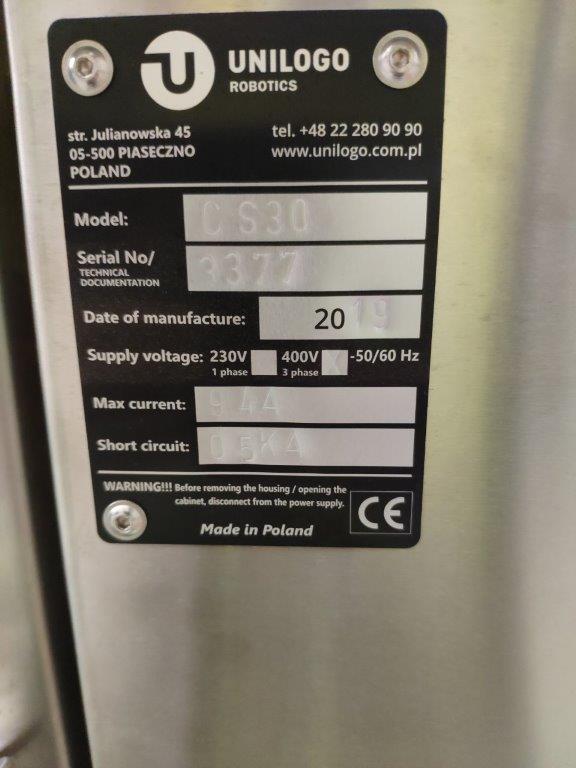 UNILOGO
ROBOTICS
str. Julianowska 45 tel. +48 22 280 90 90
05-500 PIASECZNO www.unilogo.com.pl
POLAND
Model: C S30
Serial No/ 3377
TECHNICAL
DOCUMENTATION
Date of manufacture: 2019
Supply voltage: 230V 400V X -50/60 Hz
1 phase 3 phase
Max current: 9 4A
Short circuit: 0 5KA
WARNING!!! Before removing the housing / opening the
cabinet, disconnect from the power supply.
CE
Made in Poland